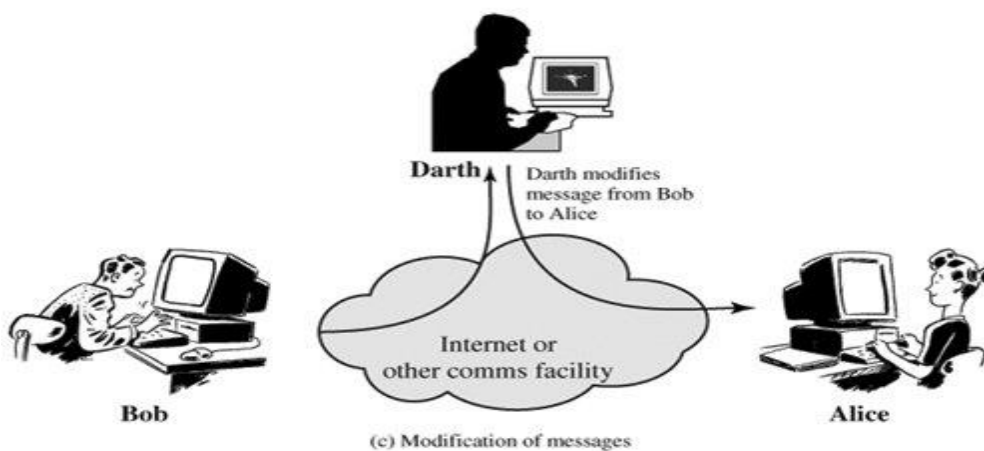 Darth
Darth modifies
message from Bob
to Alice
Internet or
other comms facility
Bob
Alice
(c) Modification of messages